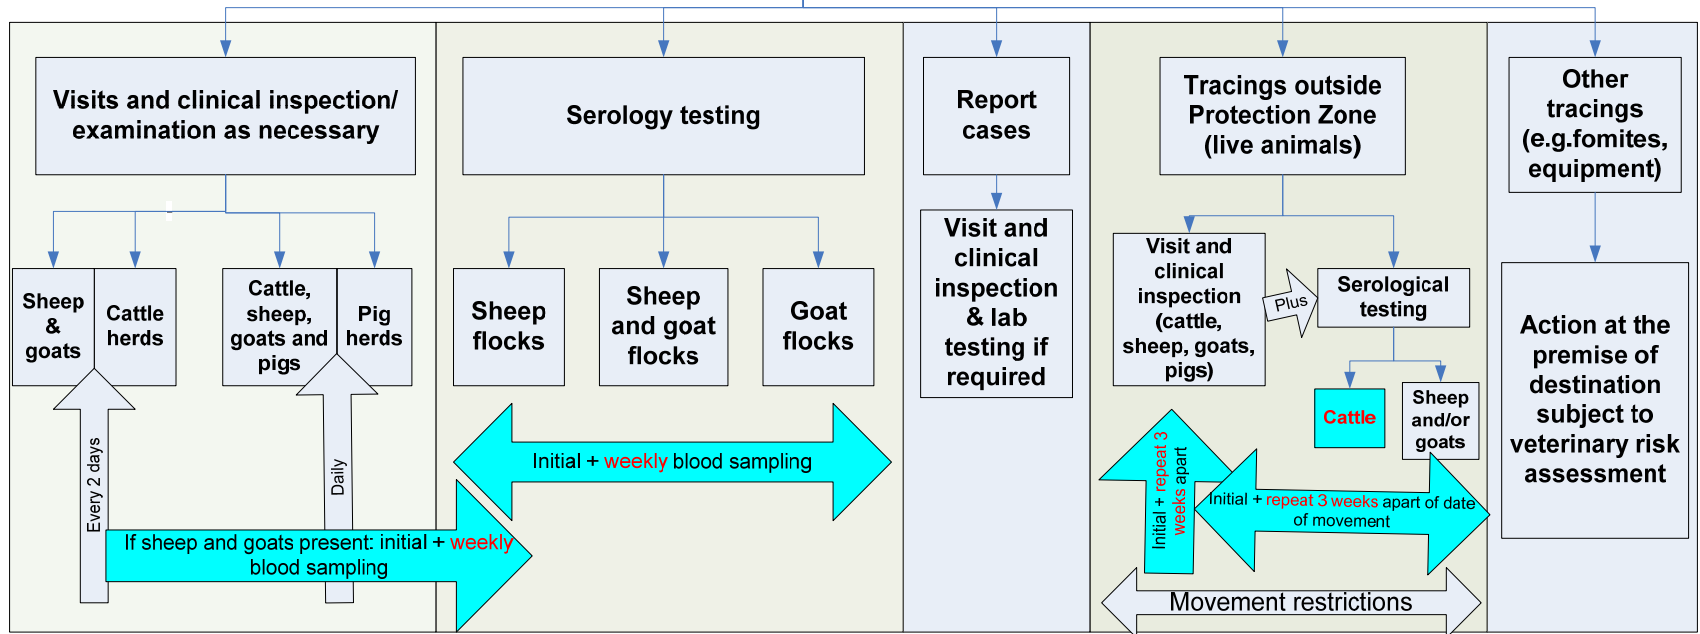 Visits and clinical inspection/
examination as necessary
Sheep
&
goats
Cattle
herds
Cattle,
sheep,
goats and
pigs
Pig
herds
Every 2 days
Daily
If sheep and goats present: initial + weekly
blood sampling
Serology testing
Sheep
flocks
Sheep
and goat
flocks
Goat
flocks
Initial + weekly blood sampling
Report
cases
Visit and
clinical
inspection
& lab
testing if
required
Tracings outside
Protection Zone
(live animals)
Visit and
clinical
inspection
(cattle,
sheep, goats,
pigs)
Plus
Serological
testing
Cattle
Sheep
and/or
goats
Initial + repeat 3
weeks apart
Initial + repeat 3 weeks apart of date
of movement
Movement restrictions
Other
tracings
(e.g.fomites,
equipment)
Action at the
premise of
destination
subject to
veterinary risk
assessment